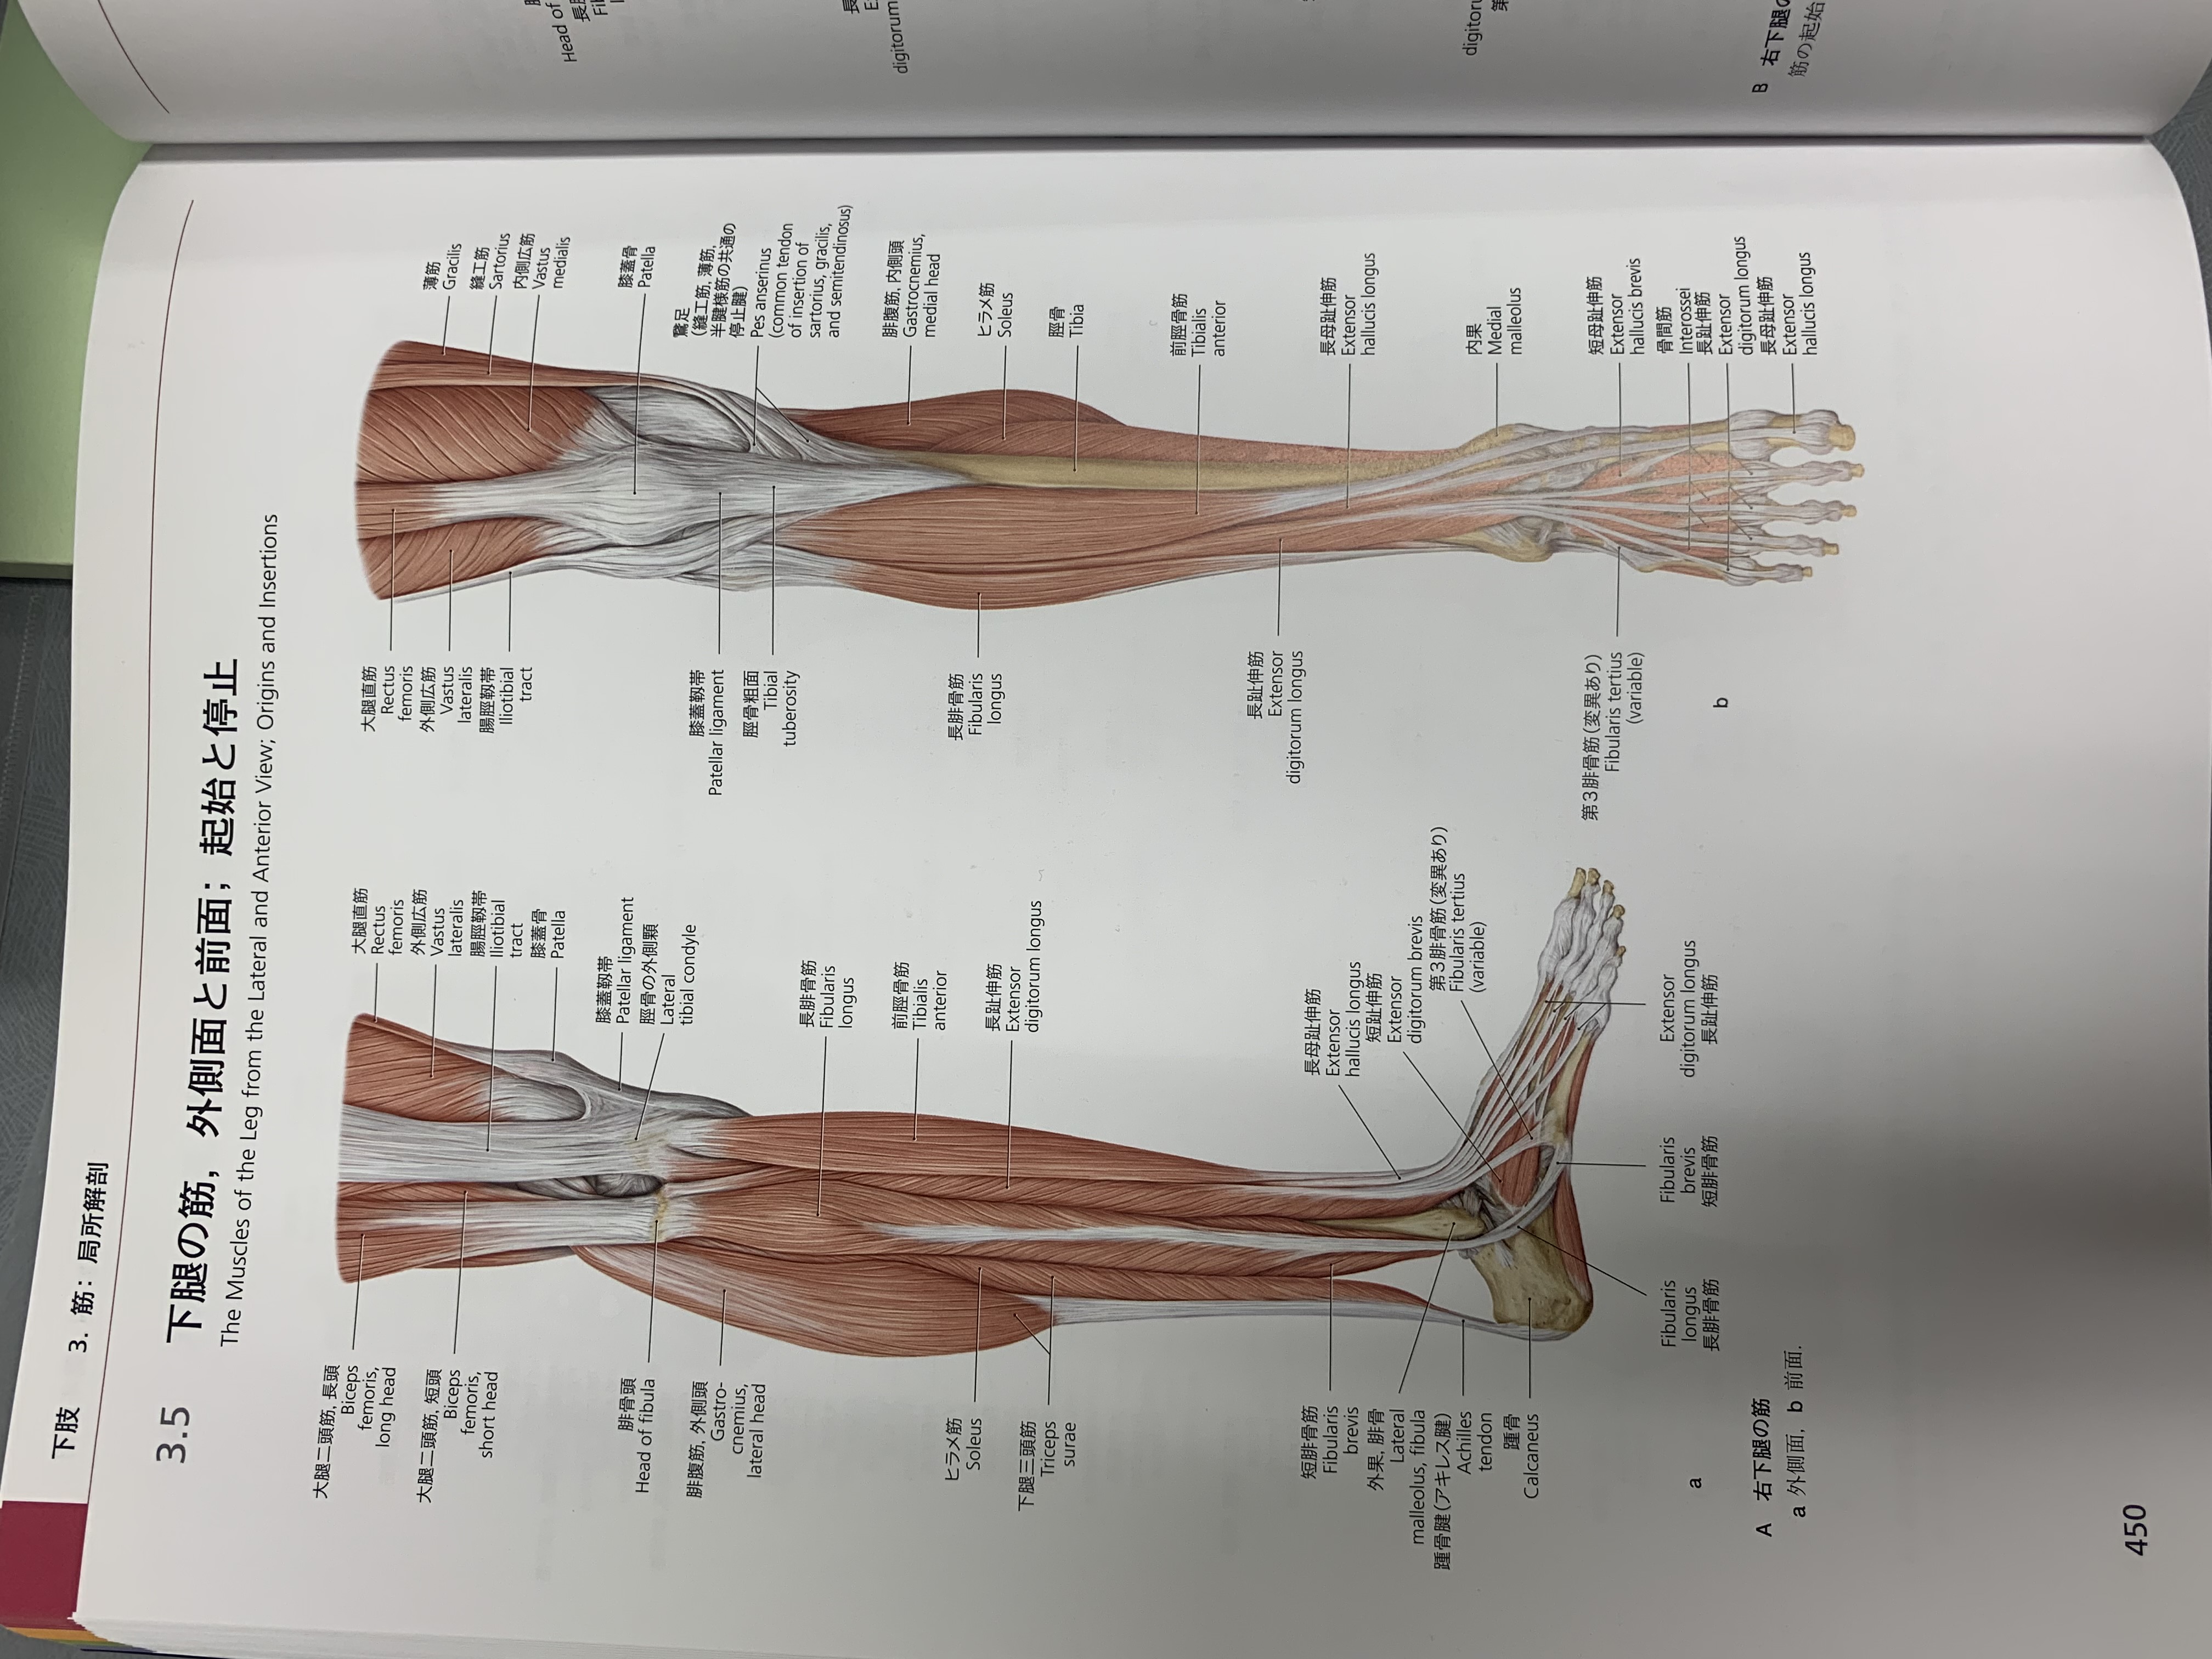 下肢　3. 筋：局所解剖
3.5　下腿の筋，外側面と前面；起始と停止
The Muscles of the Leg from the Lateral and Anterior View; Origins and Insertions
大腿二頭筋, 長頭
Biceps
femoris,
long head
大腿二頭筋, 短頭
Biceps
femoris,
short head
腓骨頭
Head of fibula
腓腹筋, 外側頭
Gastro-
cnemius,
lateral head
ヒラメ筋
Soleus
下腿三頭筋
Triceps
surae
短腓骨筋
Fibularis
brevis
外果, 腓骨
Lateral
malleolus, fibula
踵骨腱（アキレス腱）
Achilles
tendon
踵骨
Calcaneus
大腿直筋
Rectus
femoris
外側広筋
Vastus
lateralis
腸脛靱帯
Iliotibial
tract
膝蓋骨
Patella
膝蓋靱帯
Patellar ligament
脛骨の外側顆
Lateral
tibial condyle
長腓骨筋
Fibularis
longus
前脛骨筋
Tibialis
anterior
長趾伸筋
Extensor
digitorum longus
長母趾伸筋
Extensor
hallucis longus
短趾伸筋
Extensor
digitorum brevis
第3腓骨筋（変異あり）
Fibularis tertius
(variable)
Fibularis
longus
長腓骨筋
Fibularis
brevis
短腓骨筋
Extensor
digitorum longus
長趾伸筋
a
大腿直筋
Rectus
femoris
外側広筋
Vastus
lateralis
腸脛靱帯
Iliotibial
tract
膝蓋靱帯
Patellar ligament
脛骨粗面
Tibial
tuberosity
長腓骨筋
Fibularis
longus
長趾伸筋
Extensor
digitorum longus
第3腓骨筋（変異あり）
Fibularis tertius
(variable)
薄筋
Gracilis
縫工筋
Sartorius
内側広筋
Vastus
medialis
膝蓋骨
Patella
鵞足
（縫工筋, 薄筋,
半腱様筋の共通の
停止腱）
Pes anserinus
(common tendon
of insertion of
sartorius, gracilis,
and semitendinosus)
腓腹筋, 内側頭
Gastrocnemius,
medial head
ヒラメ筋
Soleus
脛骨
Tibia
前脛骨筋
Tibialis
anterior
長母趾伸筋
Extensor
hallucis longus
内果
Medial
malleolus
短母趾伸筋
Extensor
hallucis brevis
骨間筋
Interossei
長趾伸筋
Extensor
digitorum longus
長母趾伸筋
Extensor
hallucis longus
b
A　右下腿の筋
a 外側面，b 前面.
450
Head of
digitorum
digitoru
B　右下腿の
筋の起始